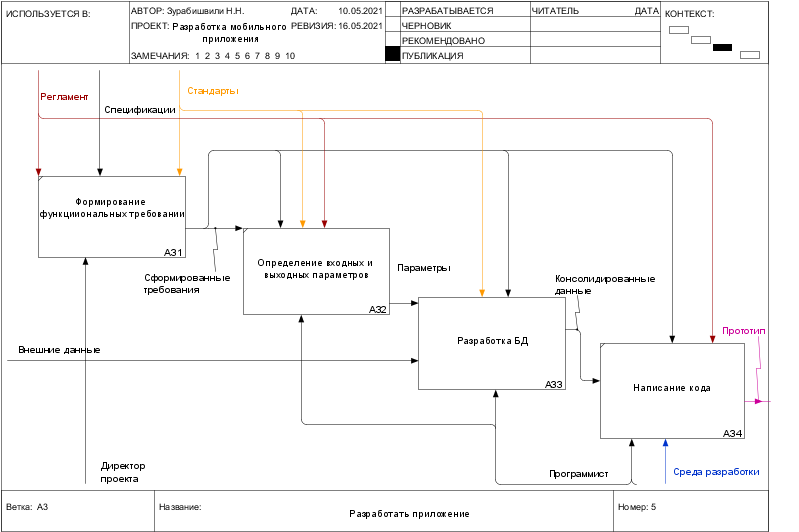 ИСПОЛЬЗУЕТСЯ В:
АВТОР: Зурабишвили Н.Н.
ДАТА: 10.05.2021
ПРОЕКТ: Разработка мобильного приложения
РЕВИЗИЯ: 16.05.2021
ЗАМЕЧАНИЯ: 1 2 3 4 5 6 7 8 9 10
РАЗРАБАТЫВАЕТСЯ
ЧЕРНОВИК
РЕКОМЕНДОВАНО
ПУБЛИКАЦИЯ
ЧИТАТЕЛЬ
ДАТА
КОНТЕКСТ:
Регламент
Спецификации
Стандарты
Формирование
функциональных требовании
A31
Сформированные
требования
Определение входных и
выходных параметров
A32
Параметры
Консолидированные
данные
Разработка БД
A33
Прототип
Внешние данные
Написание кода
A34
Директор
проекта
Программист
Среда разработки
Ветка: A3
Название:
Разработать приложение
Номер: 5